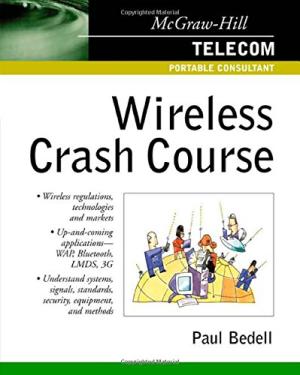 McGraw-Hill
TELECOM
PORTABLE CONSULTANT
Wireless
Crash Course
• Wireless regulations,
technologies
and markets
• Up-and-coming
applications—
WAP, Bluetooth,
LMDS, 3G
• Understand systems,
signals, standards,
security, equipment,
and methods
Paul Bedell